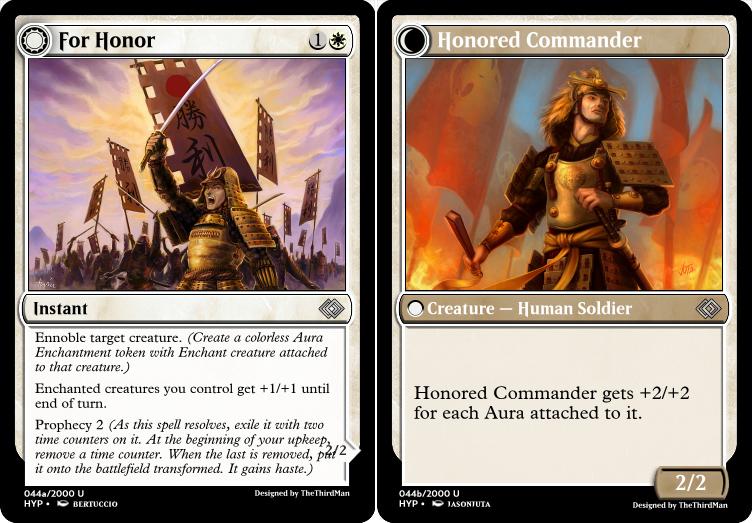 For Honor
1
勝利
Instant
Ennoble target creature. (Create a colorless Aura
Enchantment token with Enchant creature attached
to that creature.)
Enchanted creatures you control get +1/+1 until
end of turn.
Prophecy 2 (As this spell resolves, exile it with two
time counters on it. At the beginning of your upkeep,
remove a time counter. When the last is removed, put
it onto the battlefield transformed. It gains haste.)
2/2
044a/2000 U
HYP • BERTUCCIO
Designed by TheThirdMan
Honored Commander
Creature — Human Soldier
Honored Commander gets +2/+2
for each Aura attached to it.
2/2
044b/2000 U
HYP • JASONJUTA
Designed by TheThirdMan